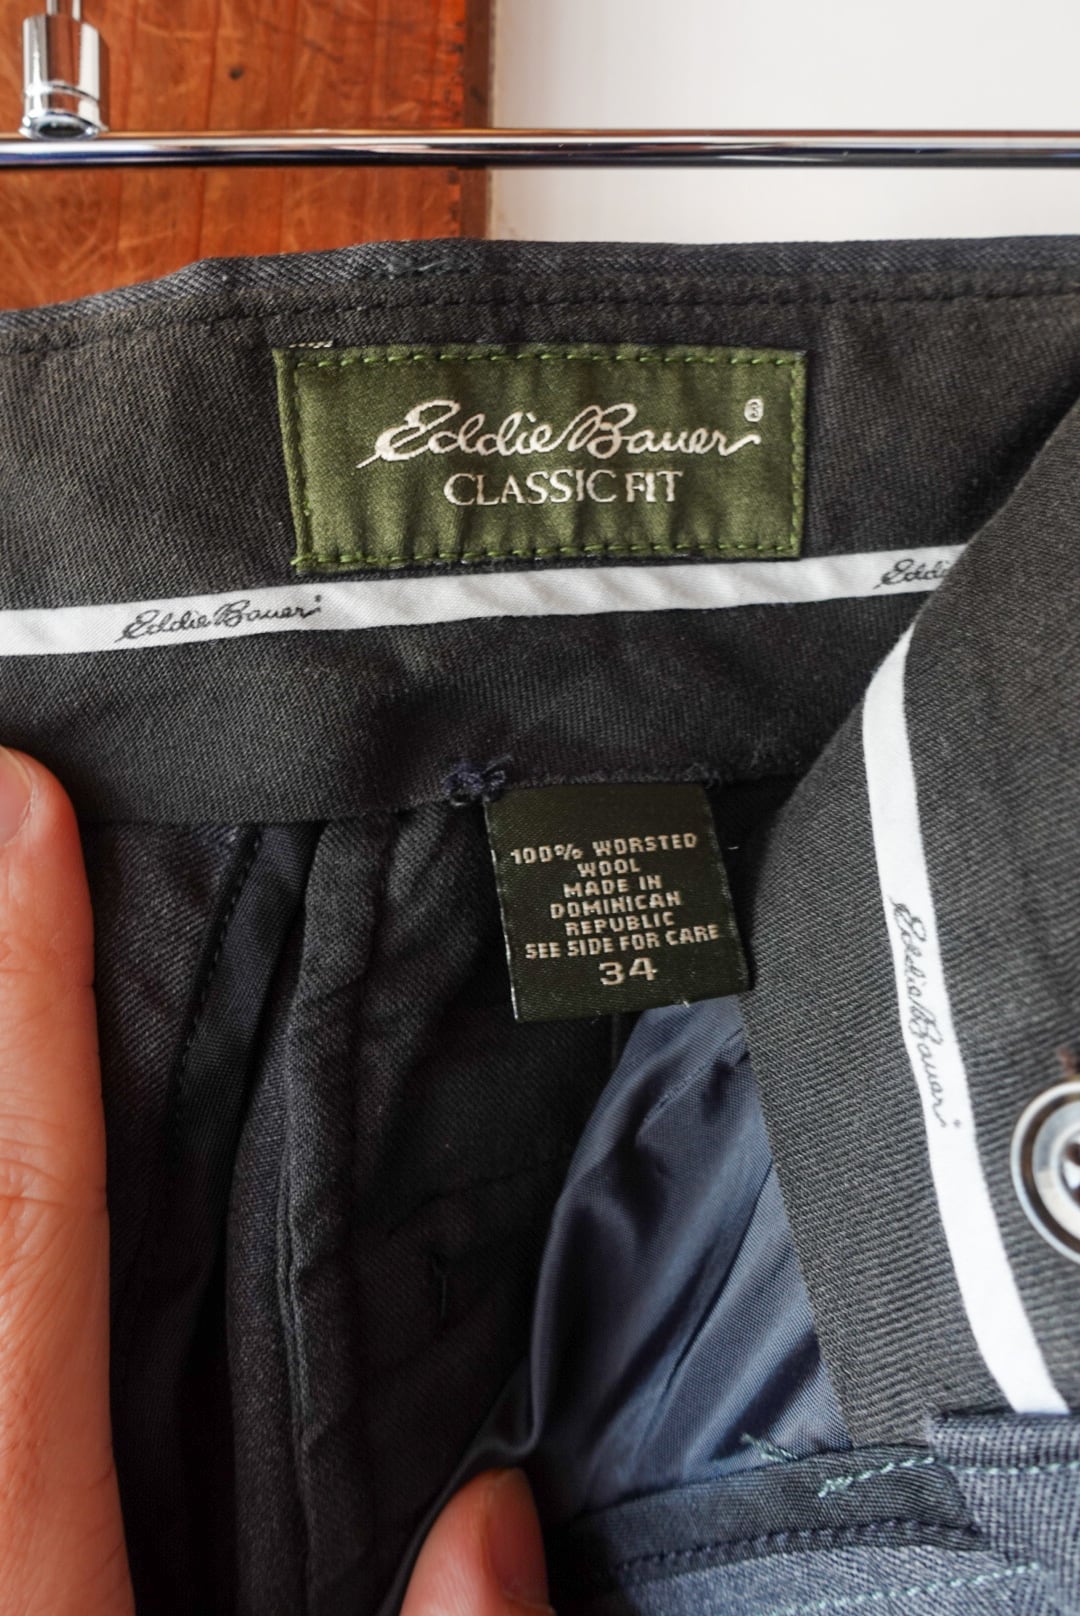 Eddie Bauer®
CLASSIC FIT
Eddie Bauer
Eddi
100% WORSTED
WOOL
MADE IN
DOMINICAN
REPUBLIC
SEE SIDE FOR CARE
34
Eddie Bauer